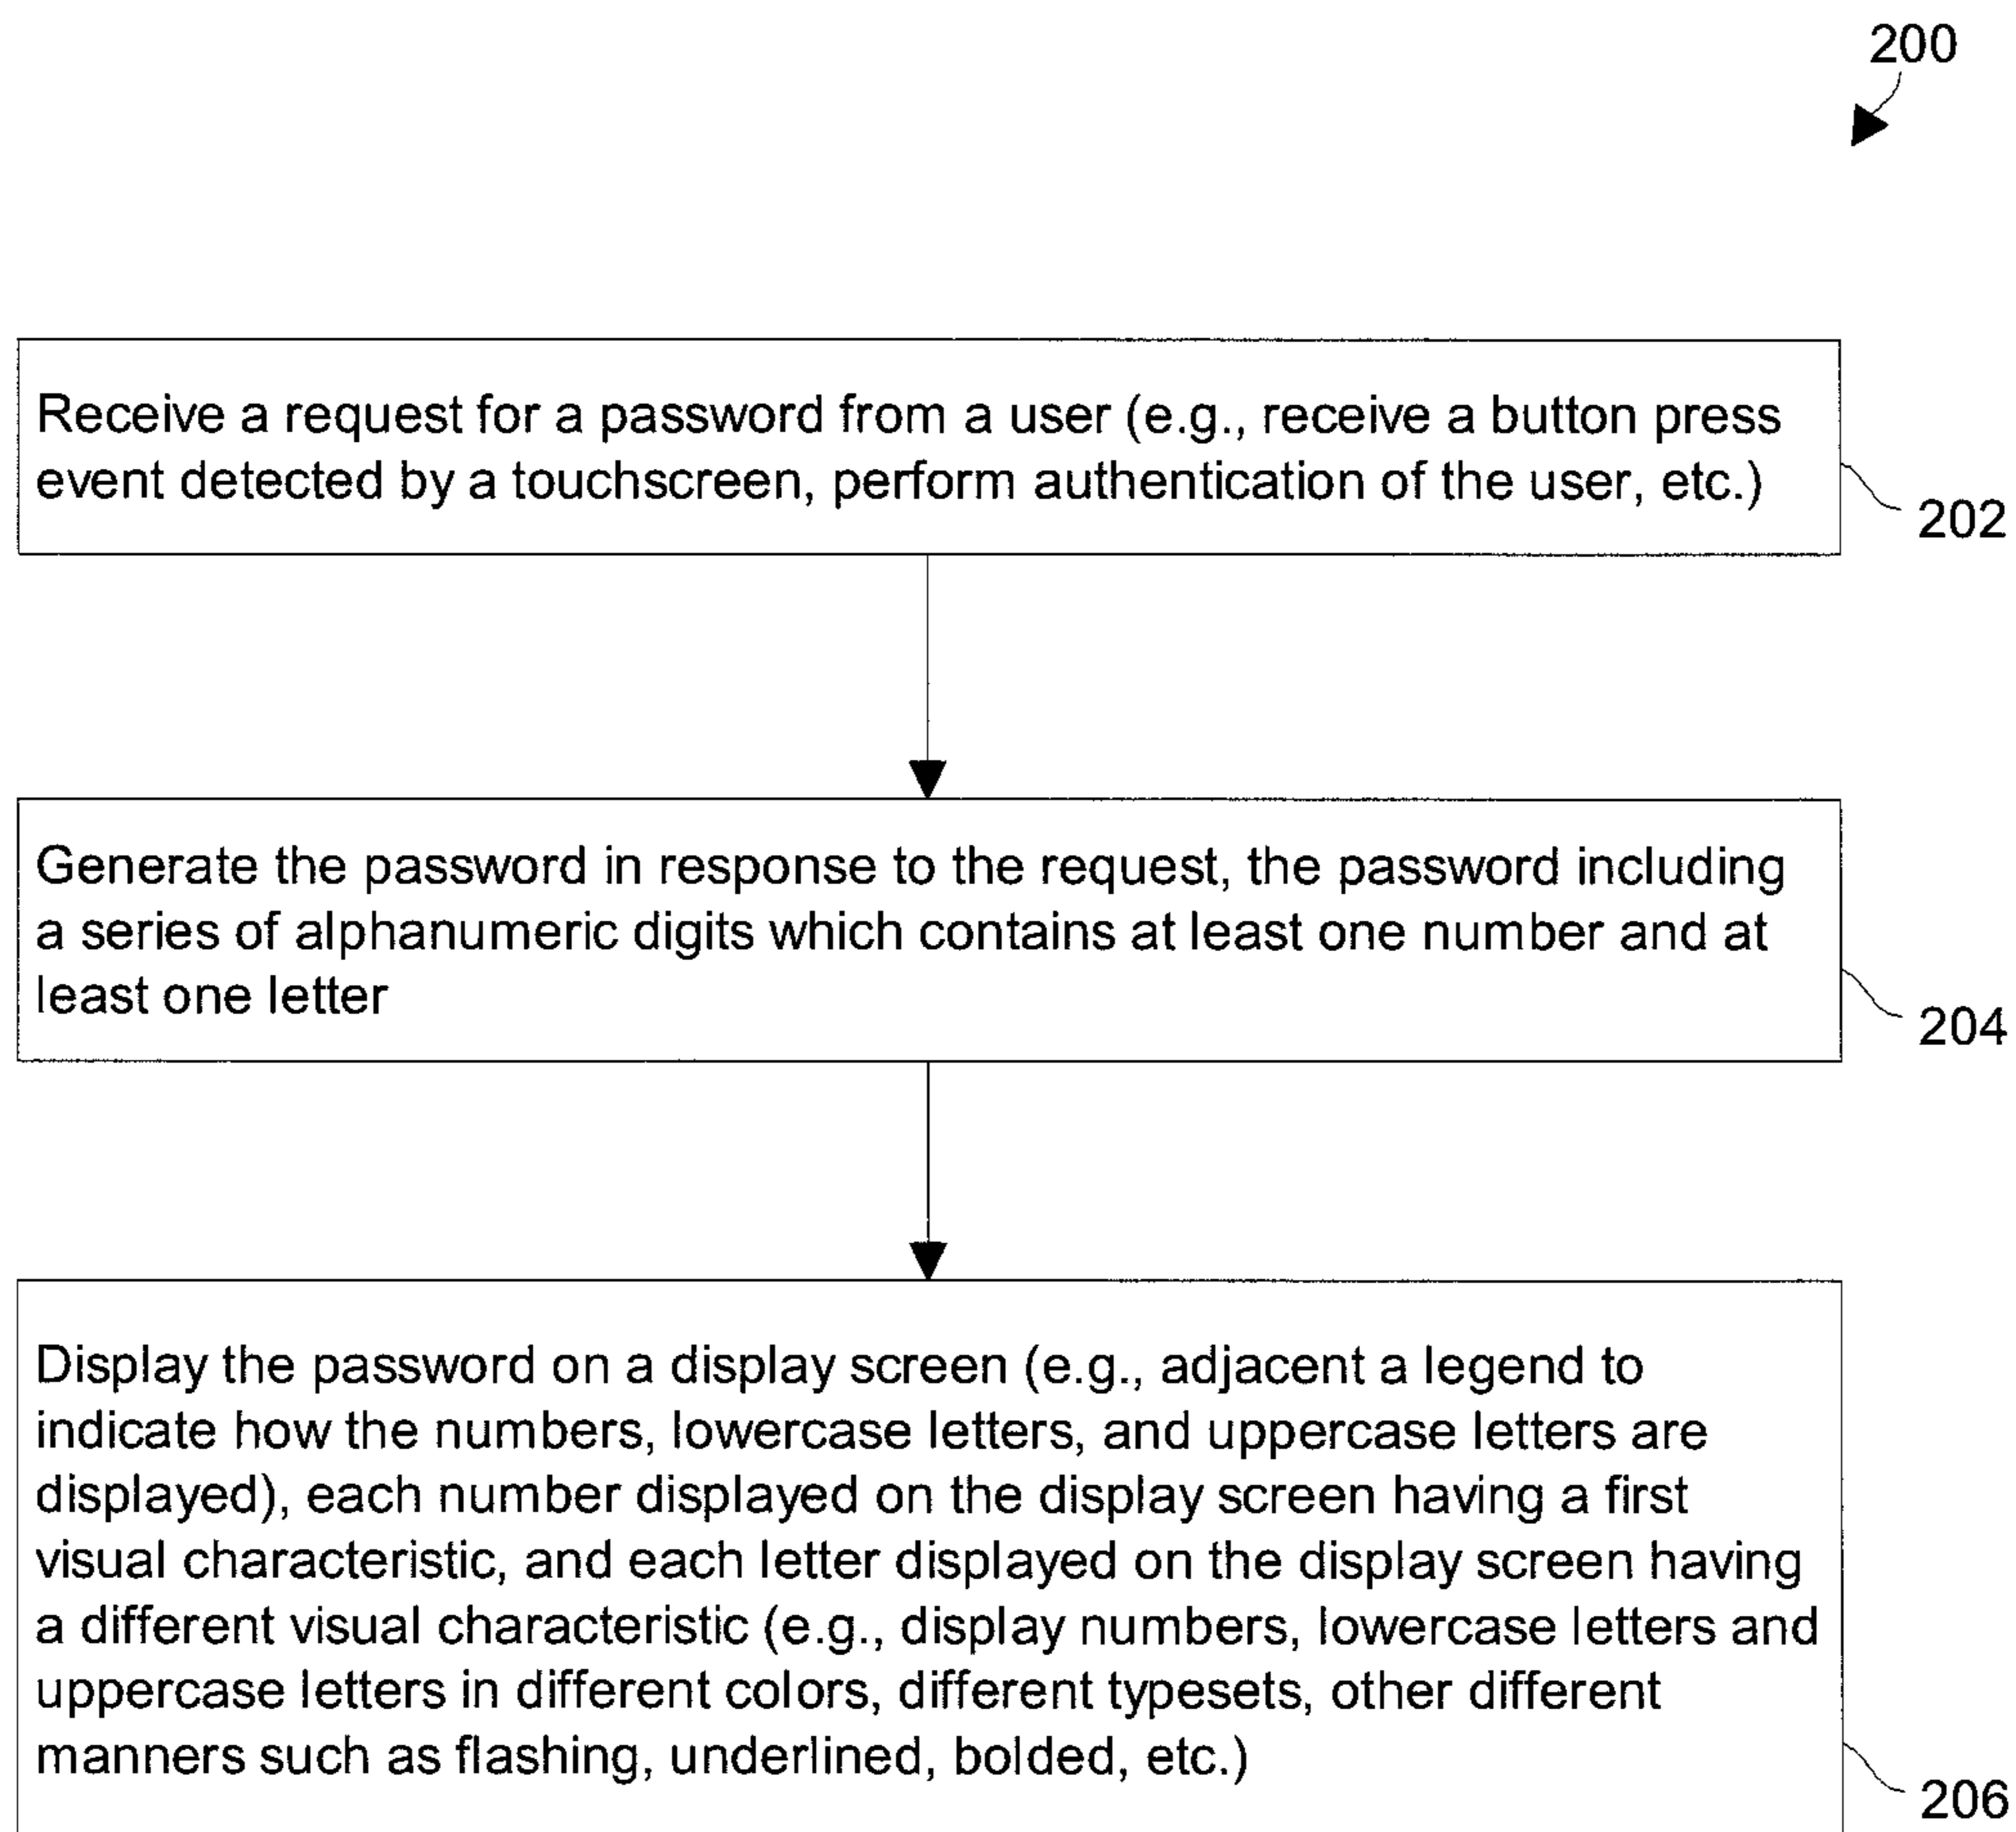 200
Receive a request for a password from a user (e.g., receive a button press
event detected by a touchscreen, perform authentication of the user, etc.)
202
Generate the password in response to the request, the password including
a series of alphanumeric digits which contains at least one number and at
least one letter
204
Display the password on a display screen (e.g., adjacent a legend to
indicate how the numbers, lowercase letters, and uppercase letters are
displayed), each number displayed on the display screen having a first
visual characteristic, and each letter displayed on the display screen having
a different visual characteristic (e.g., display numbers, lowercase letters and
uppercase letters in different colors, different typesets, other different
manners such as flashing, underlined, bolded, etc.)
206